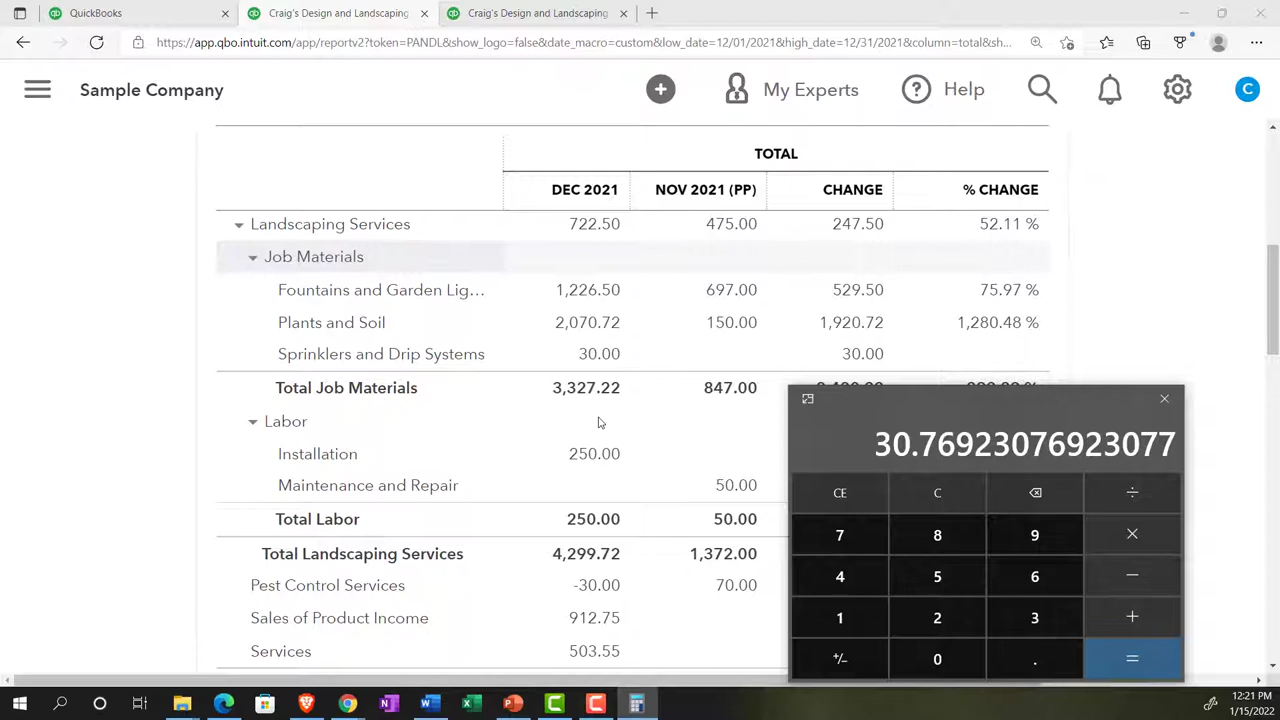 QuickBooks × Craig's Design and Landscaping × Craig's Design and Landscaping × +
https://app.qbo.intuit.com/app/reportv2?token=PANDL&show_logo=false&date_macro=custom&low_date=12/01/2021&high_date=12/31/2021&column=total&sh...
Sample Company My Experts Help C
TOTAL
DEC 2021 NOV 2021 (PP) CHANGE % CHANGE
Landscaping Services 722.50 475.00 247.50 52.11 %
Job Materials
Fountains and Garden Lig... 1,226.50 697.00 529.50 75.97 %
Plants and Soil 2,070.72 150.00 1,920.72 1,280.48 %
Sprinklers and Drip Systems 30.00 30.00
Total Job Materials 3,327.22 847.00
Labor
30.76923076923077
Installation 250.00
Maintenance and Repair 50.00
CE C ⌫ ÷
Total Labor 250.00 50.00
7 8 9 ×
Total Landscaping Services 4,299.72 1,372.00
4 5 6 −
Pest Control Services -30.00 70.00
1 2 3 +
Sales of Product Income 912.75
Services 503.55
+/− 0 . =
12:21 PM
1/15/2022